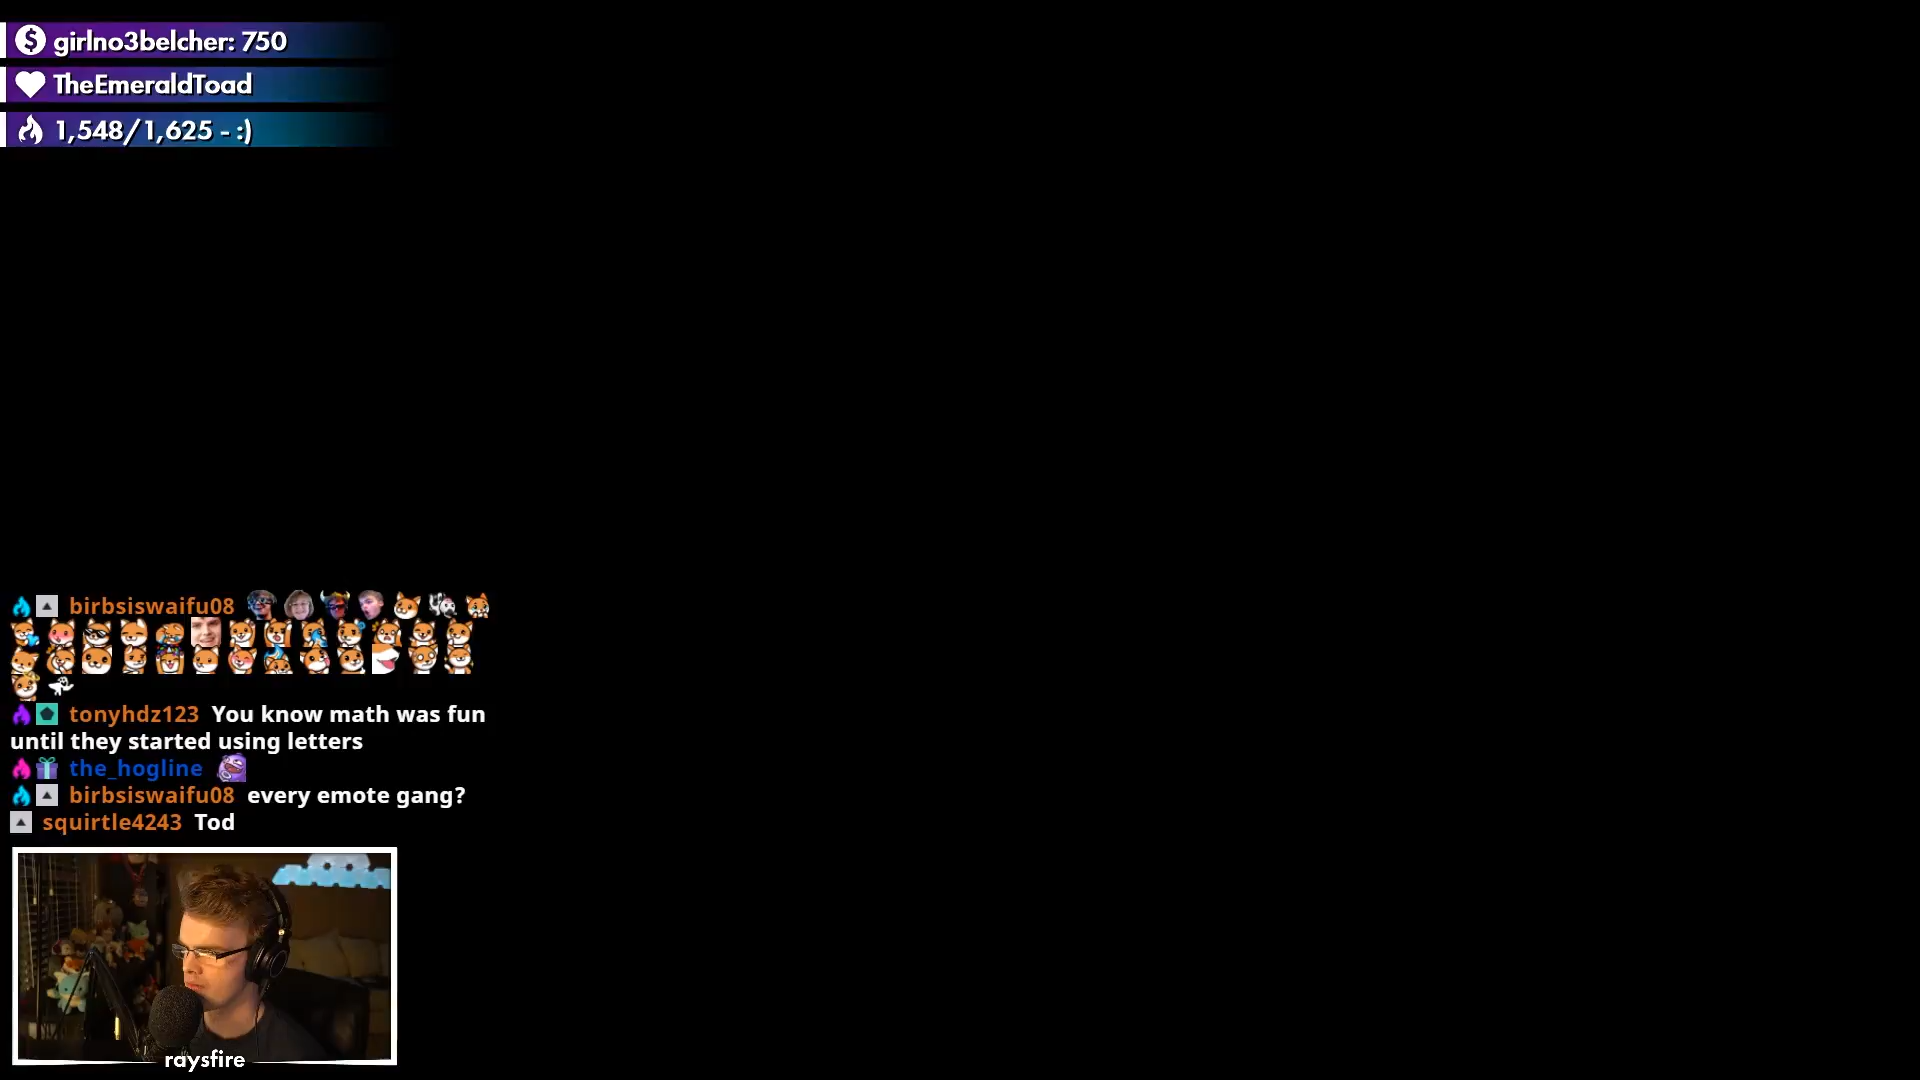 girlno3belcher: 750
TheEmeraldToad
1,548/1,625 - :)
birbsiswaifu08
tonyhdz123 You know math was fun
until they started using letters
the_hogline
birbsiswaifu08 every emote gang?
squirtle4243 Tod
raysfire